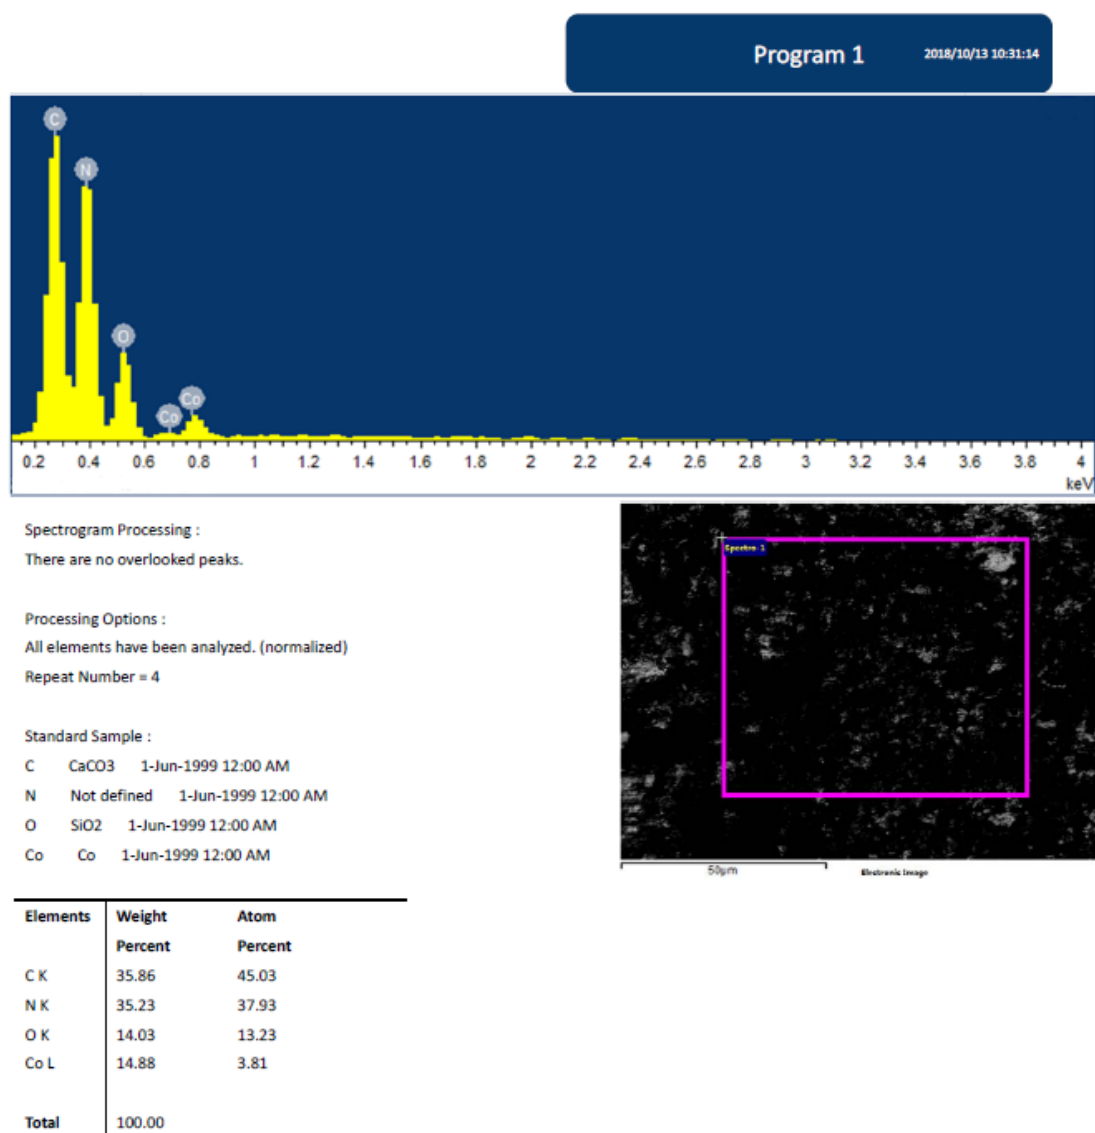 Program 1 2018/10/13 10:31:14
C
N
O
Co
Co
0.2 0.4 0.6 0.8 1 1.2 1.4 1.6 1.8 2 2.2 2.4 2.6 2.8 3 3.2 3.4 3.6 3.8 4
keV
Spectrogram Processing :
There are no overlooked peaks.
Processing Options :
All elements have been analyzed. (normalized)
Repeat Number = 4
Standard Sample :
C CaCO3 1-Jun-1999 12:00 AM
N Not defined 1-Jun-1999 12:00 AM
O SiO2 1-Jun-1999 12:00 AM
Co Co 1-Jun-1999 12:00 AM
Spectro 1
50µm Electronic Image
Elements Weight Atom
Percent Percent
C K 35.86 45.03
N K 35.23 37.93
O K 14.03 13.23
Co L 14.88 3.81
Total 100.00